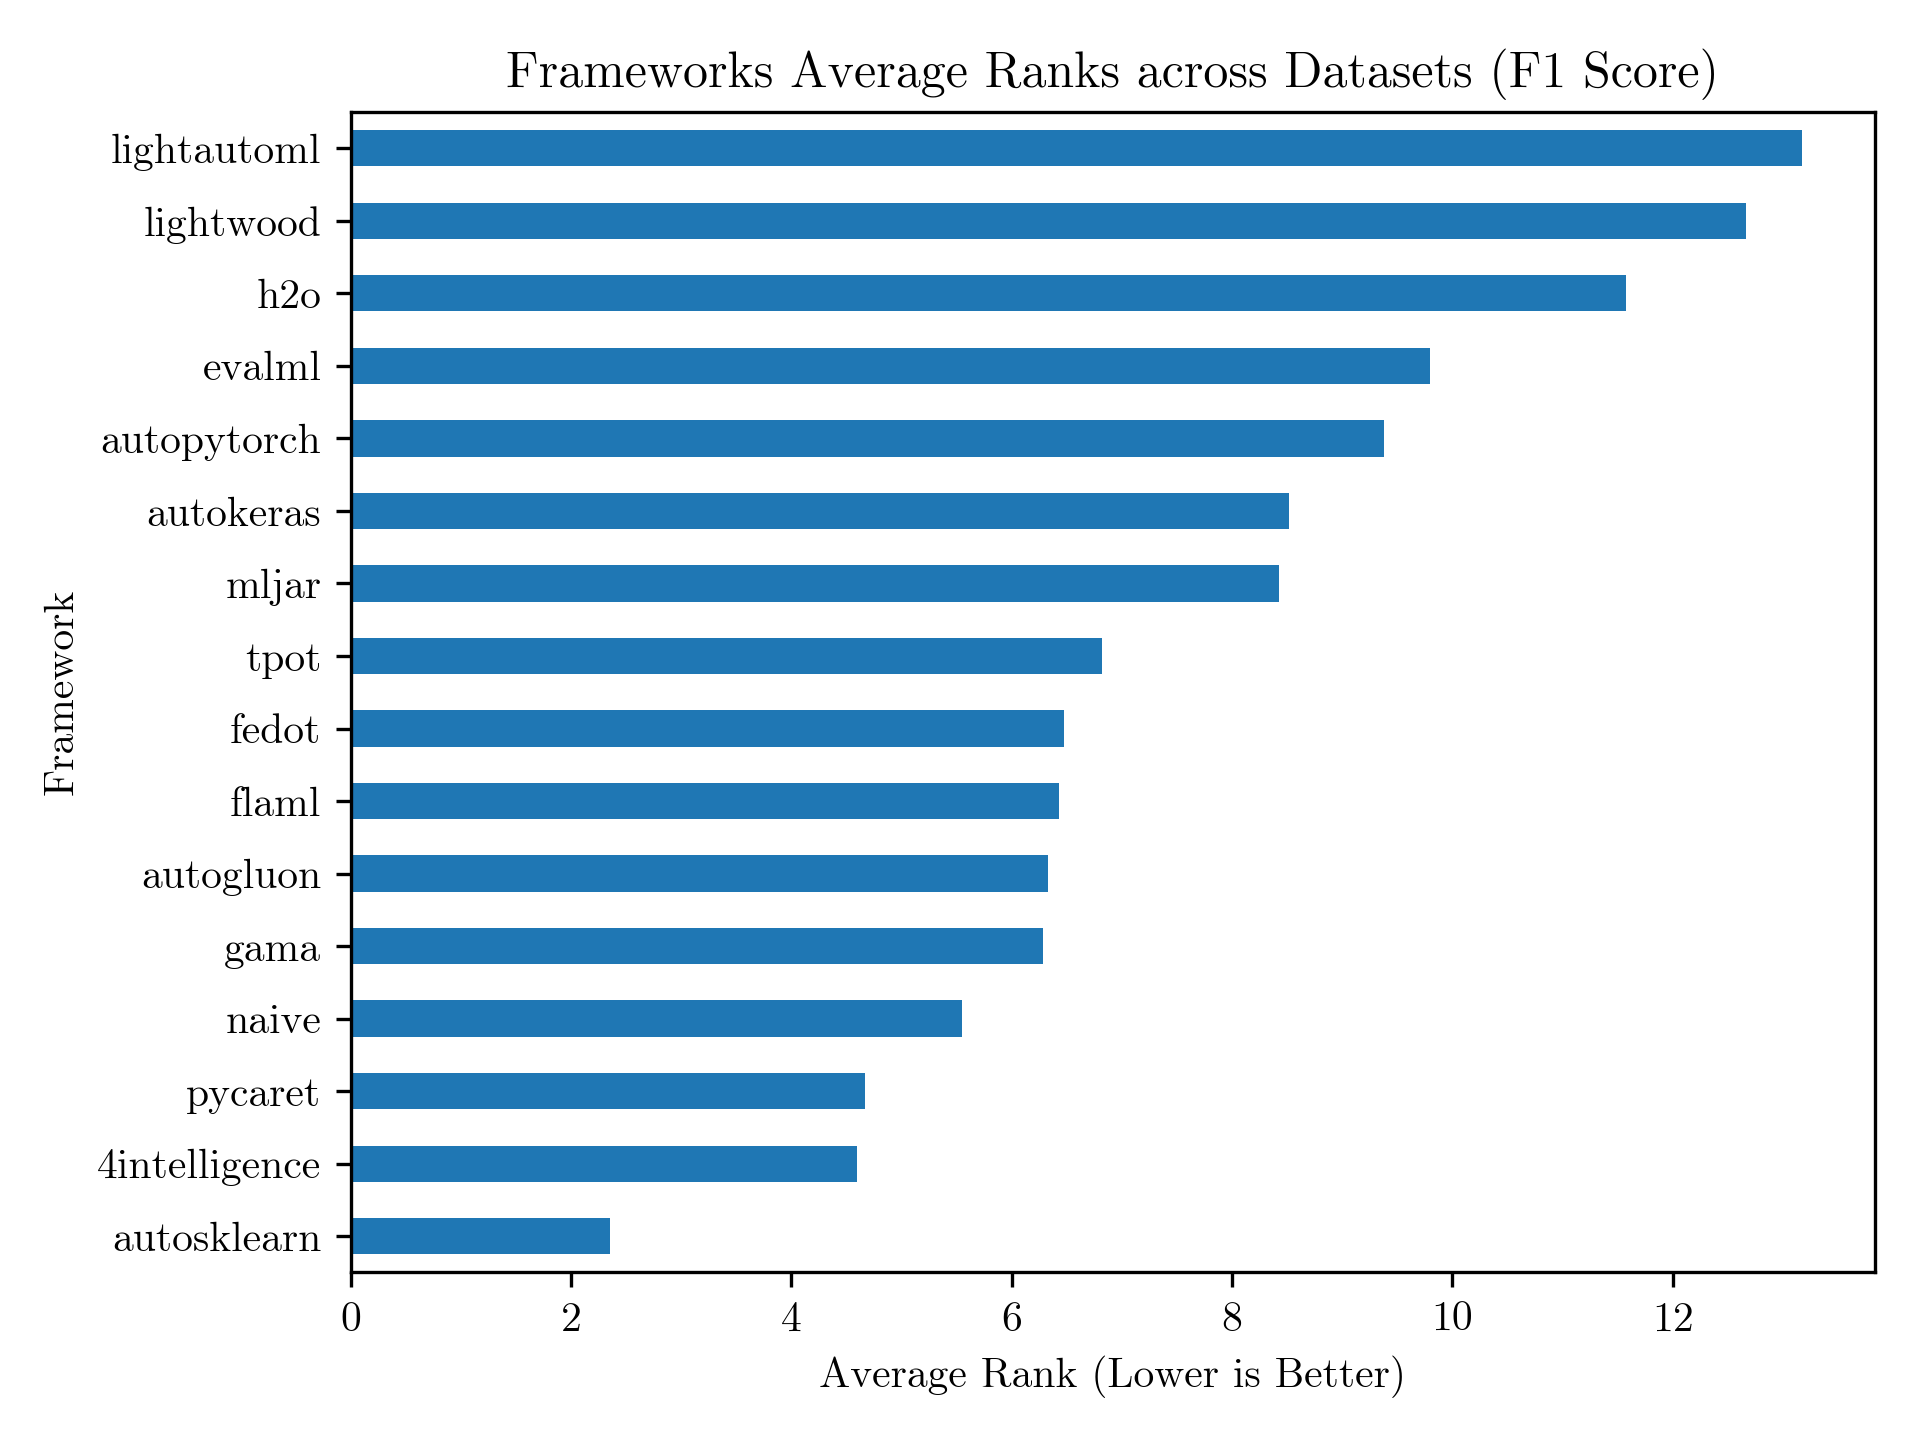 Frameworks Average Ranks across Datasets (F1 Score)
lightautoml
lightwood
h2o
evalml
autopytorch
autokeras
mljar
tpot
fedot
flaml
autogluon
gama
naive
pycaret
4intelligence
autosklearn
Framework
0 2 4 6 8 10 12
Average Rank (Lower is Better)